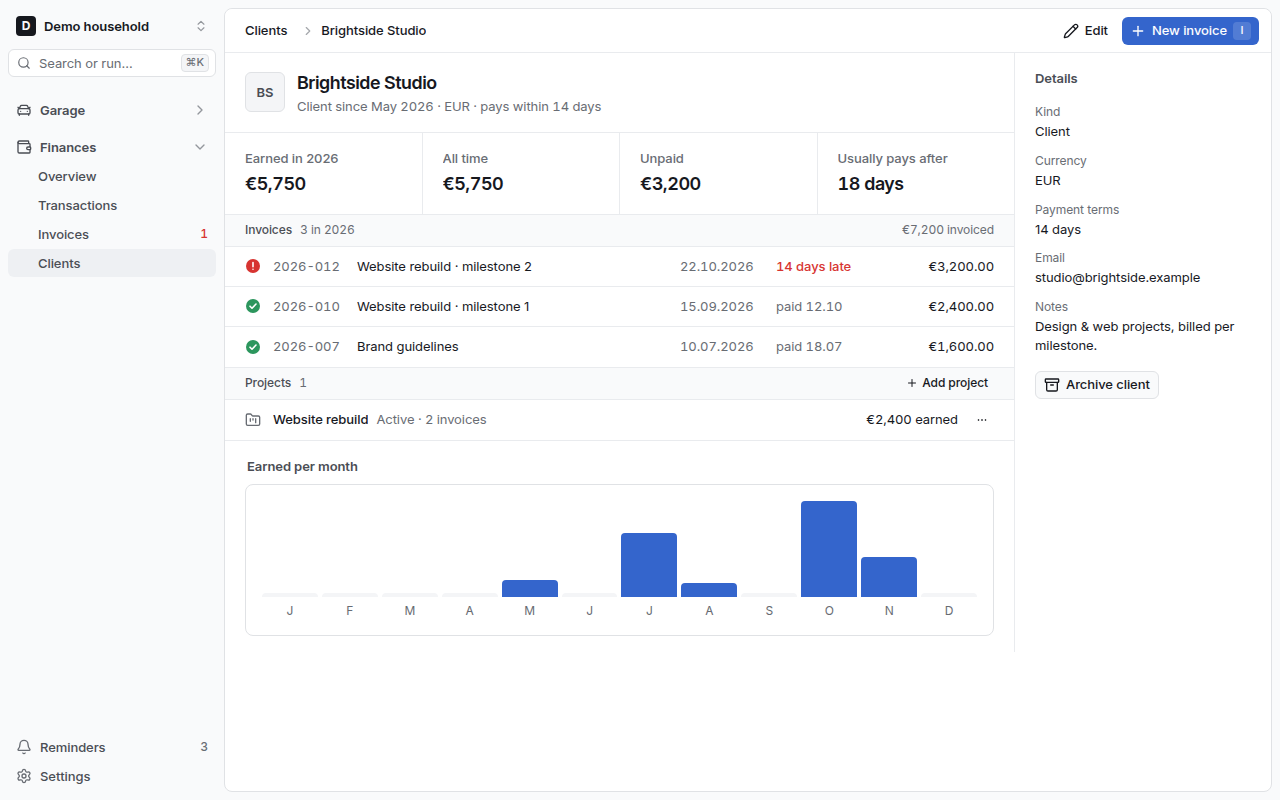 D Demo household
Search or run... ⌘K
Garage
Finances
Overview
Transactions
Invoices 1
Clients
Reminders 3
Settings
Clients Brightside Studio
Edit
New invoice I
BS
Brightside Studio
Client since May 2026 · EUR · pays within 14 days
Earned in 2026
€5,750
All time
€5,750
Unpaid
€3,200
Usually pays after
18 days
Invoices 3 in 2026 €7,200 invoiced
2026-012 Website rebuild · milestone 2 22.10.2026 14 days late €3,200.00
2026-010 Website rebuild · milestone 1 15.09.2026 paid 12.10 €2,400.00
2026-007 Brand guidelines 10.07.2026 paid 18.07 €1,600.00
Projects 1 Add project
Website rebuild Active · 2 invoices €2,400 earned
Earned per month
J F M A M J J A S O N D
Details
Kind
Client
Currency
EUR
Payment terms
14 days
Email
studio@brightside.example
Notes
Design & web projects, billed per
milestone.
Archive client